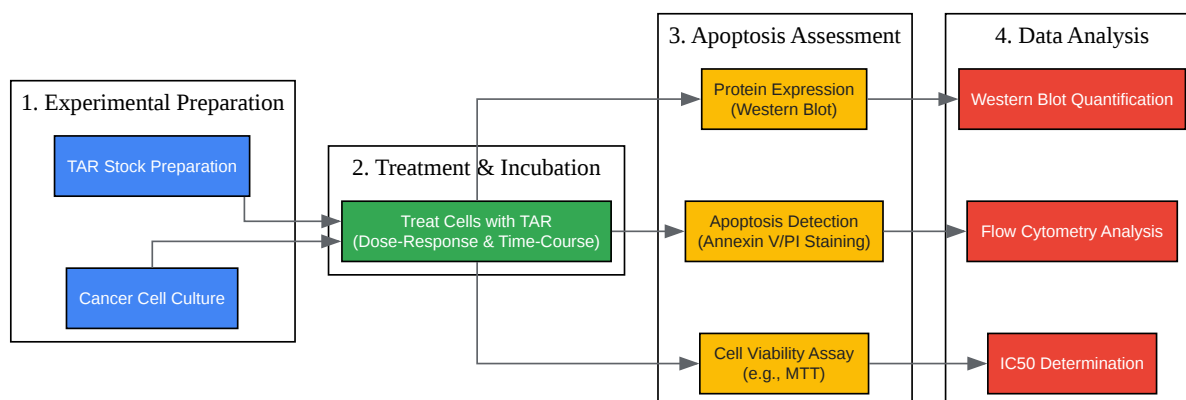 1. Experimental Preparation
TAR Stock Preparation
Cancer Cell Culture
2. Treatment & Incubation
Treat Cells with TAR
(Dose-Response & Time-Course)
3. Apoptosis Assessment
Protein Expression
(Western Blot)
Apoptosis Detection
(Annexin V/PI Staining)
Cell Viability Assay
(e.g., MTT)
4. Data Analysis
Western Blot Quantification
Flow Cytometry Analysis
IC50 Determination